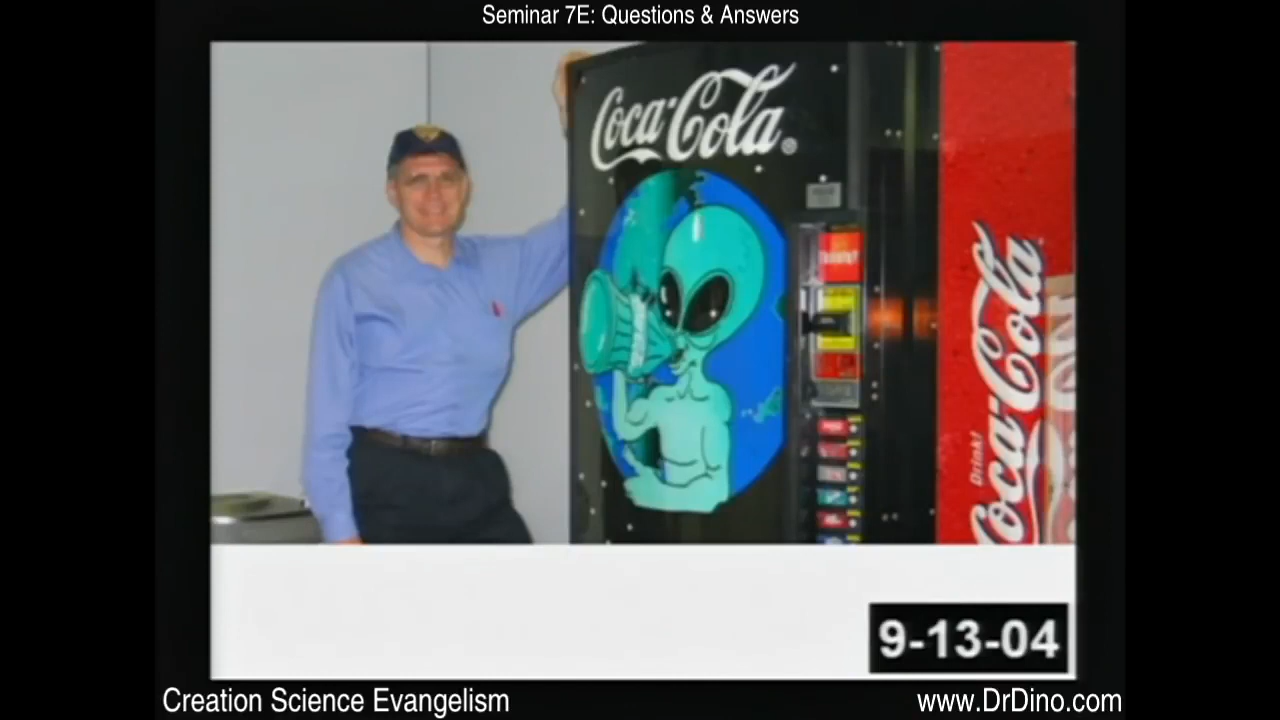 Seminar 7E: Questions & Answers
Coca-Cola®
Drink!
Coca-Cola
9-13-04
Creation Science Evangelism
www.DrDino.com